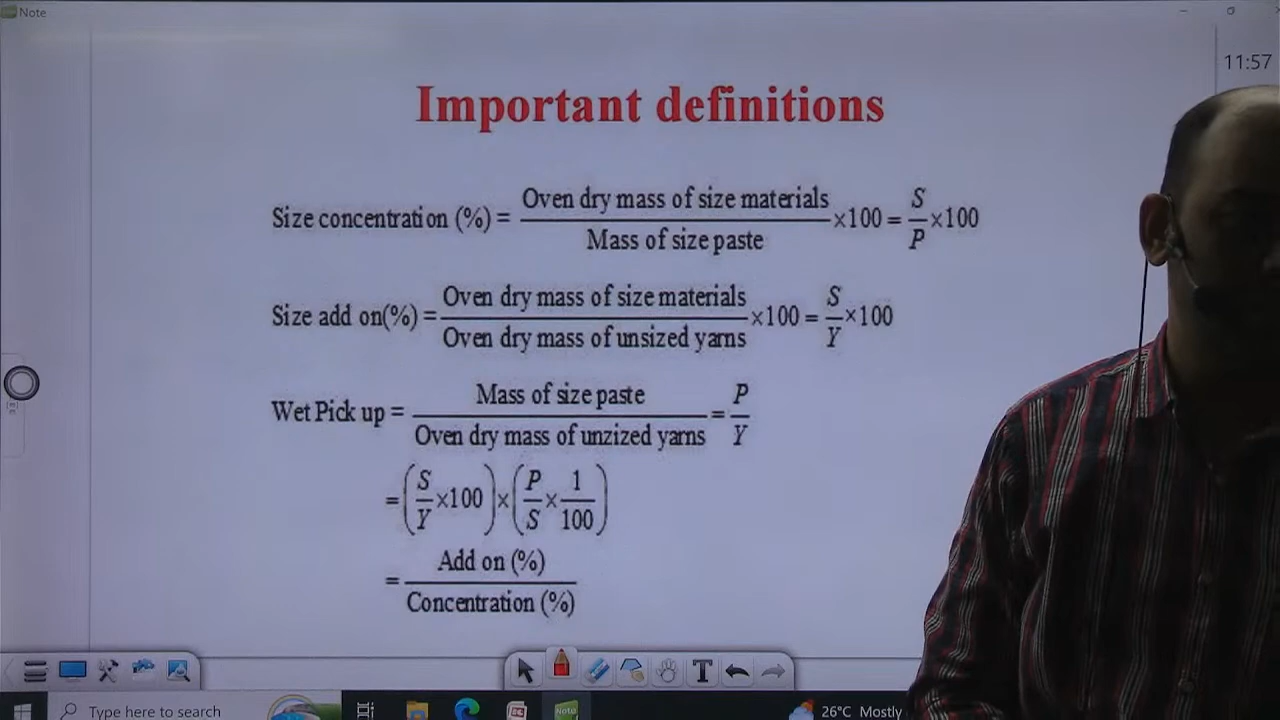 Note
11:57
Important definitions
Size concentration (%) = Oven dry mass of size materials / Mass of size paste ×100 = S/P ×100
Size add on(%) = Oven dry mass of size materials / Oven dry mass of unsized yarns ×100 = S/Y ×100
Wet Pick up = Mass of size paste / Oven dry mass of unzized yarns = P/Y
= (S/Y ×100) × (P/S × 1/100)
= Add on (%) / Concentration (%)
T
Type here to search
Note
26°C Mostly